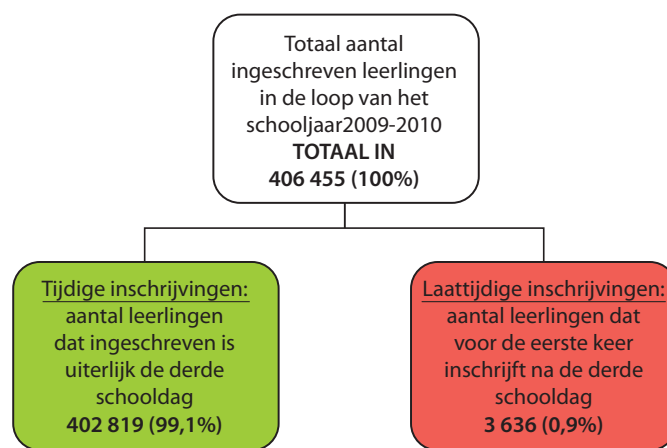 Totaal aantal
ingeschreven leerlingen
in de loop van het
schooljaar2009-2010
TOTAAL IN
406 455 (100%)
Tijdige inschrijvingen:
aantal leerlingen
dat ingeschreven is
uiterlijk de derde
schooldag
402 819 (99,1%)
Laattijdige inschrijvingen:
aantal leerlingen dat
voor de eerste keer
inschrijft na de derde
schooldag
3 636 (0,9%)